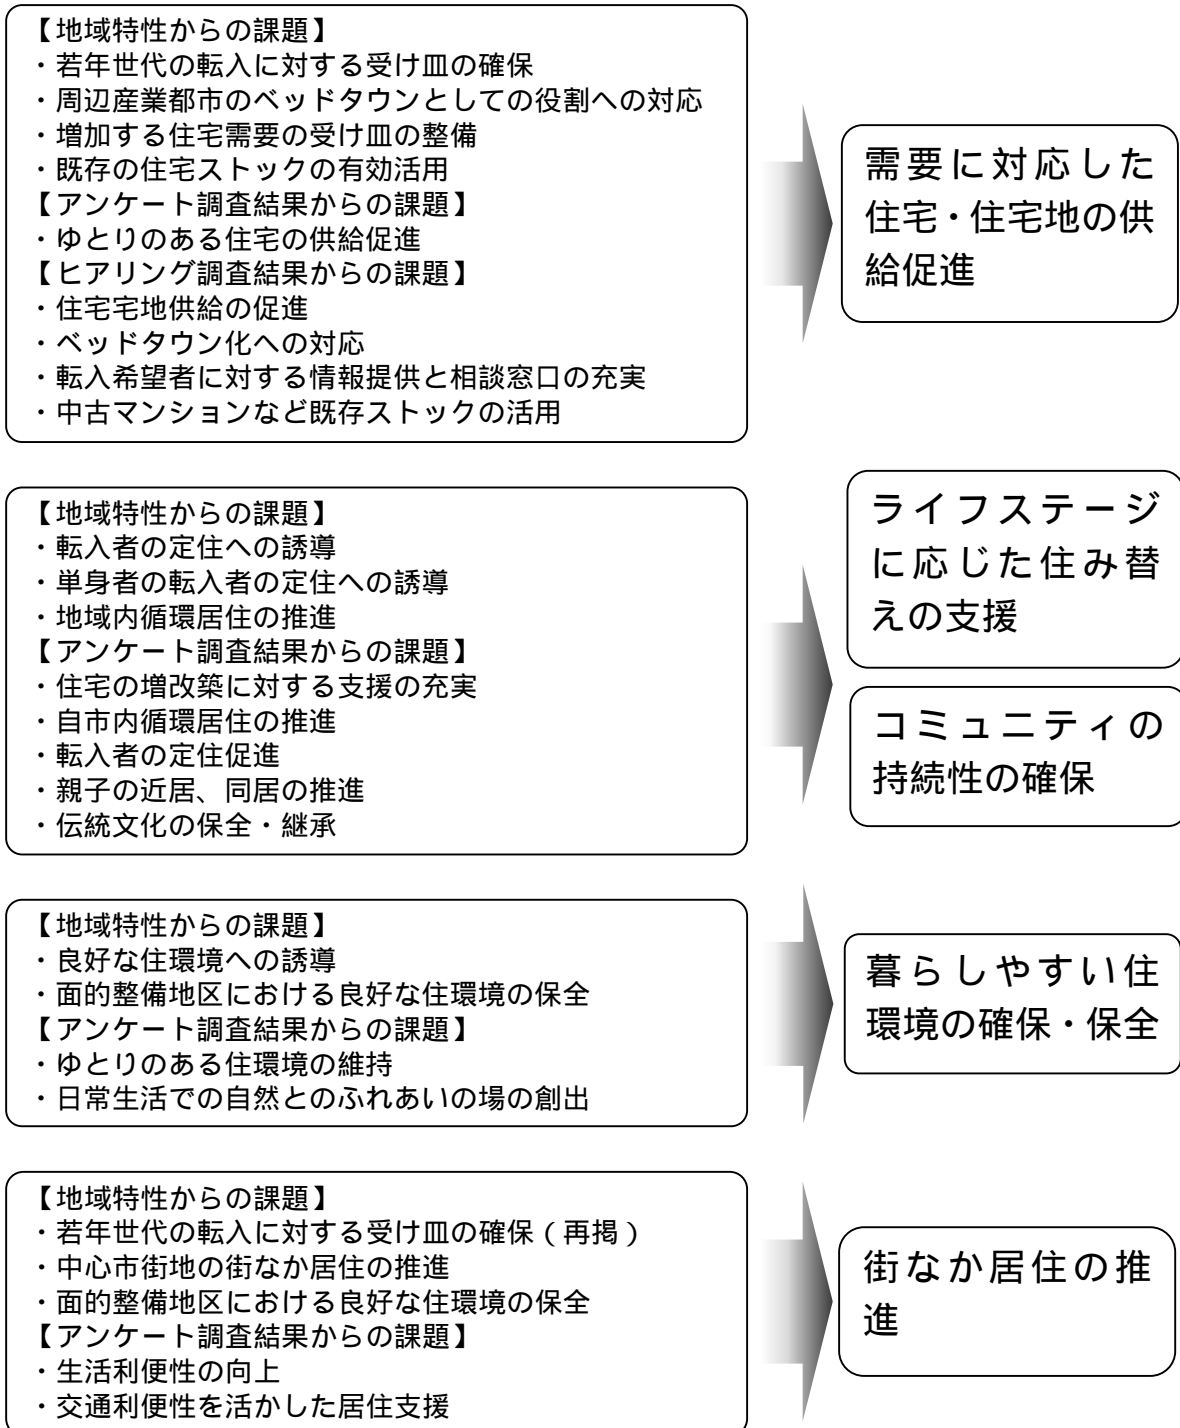 【地域特性からの課題】
・若年世代の転入に対する受け皿の確保
・周辺産業都市のベッドタウンとしての役割への対応
・増加する住宅需要の受け皿の整備
・既存の住宅ストックの有効活用
【アンケート調査結果からの課題】
・ゆとりのある住宅の供給促進
【ヒアリング調査結果からの課題】
・住宅宅地供給の促進
・ベッドタウン化への対応
・転入希望者に対する情報提供と相談窓口の充実
・中古マンションなど既存ストックの活用
需要に対応した
住宅・住宅地の供
給促進
【地域特性からの課題】
・転入者の定住への誘導
・単身者の転入者の定住への誘導
・地域内循環居住の推進
【アンケート調査結果からの課題】
・住宅の増改築に対する支援の充実
・自市内循環居住の推進
・転入者の定住促進
・親子の近居、同居の推進
・伝統文化の保全・継承
ライフステージ
に応じた住み替
えの支援
コミュニティの
持続性の確保
【地域特性からの課題】
・良好な住環境への誘導
・面的整備地区における良好な住環境の保全
【アンケート調査結果からの課題】
・ゆとりのある住環境の維持
・日常生活での自然とのふれあいの場の創出
暮らしやすい住
環境の確保・保全
【地域特性からの課題】
・若年世代の転入に対する受け皿の確保（再掲）
・中心市街地の街なか居住の推進
・面的整備地区における良好な住環境の保全
【アンケート調査結果からの課題】
・生活利便性の向上
・交通利便性を活かした居住支援
街なか居住の推
進